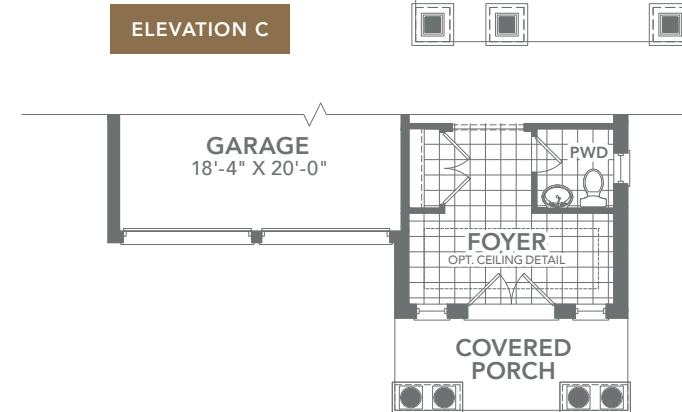 ELEVATION C
GARAGE
18'-4" X 20'-0"
PWD
FOYER
OPT. CEILING DETAIL
COVERED
PORCH